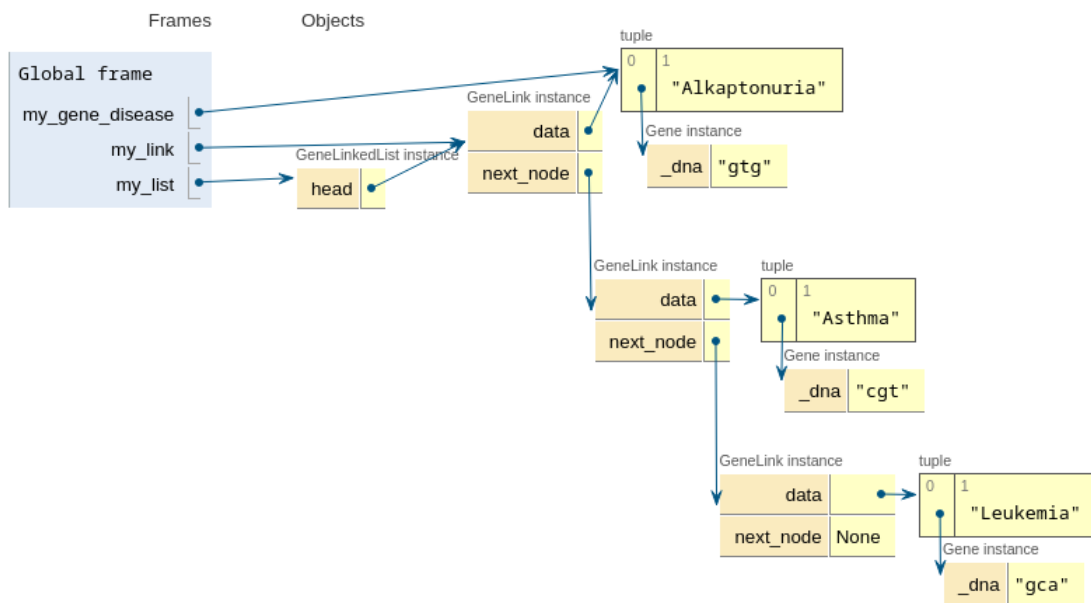 Frames
Objects
Global frame
my_gene_disease
my_link
my_list
GeneLinkedList instance
head
GeneLink instance
data
next_node
tuple
0
1
"Alkaptonuria"
Gene instance
_dna
"gtg"
GeneLink instance
data
next_node
tuple
0
1
"Asthma"
Gene instance
_dna
"cgt"
GeneLink instance
data
next_node
None
tuple
0
1
"Leukemia"
Gene instance
_dna
"gca"